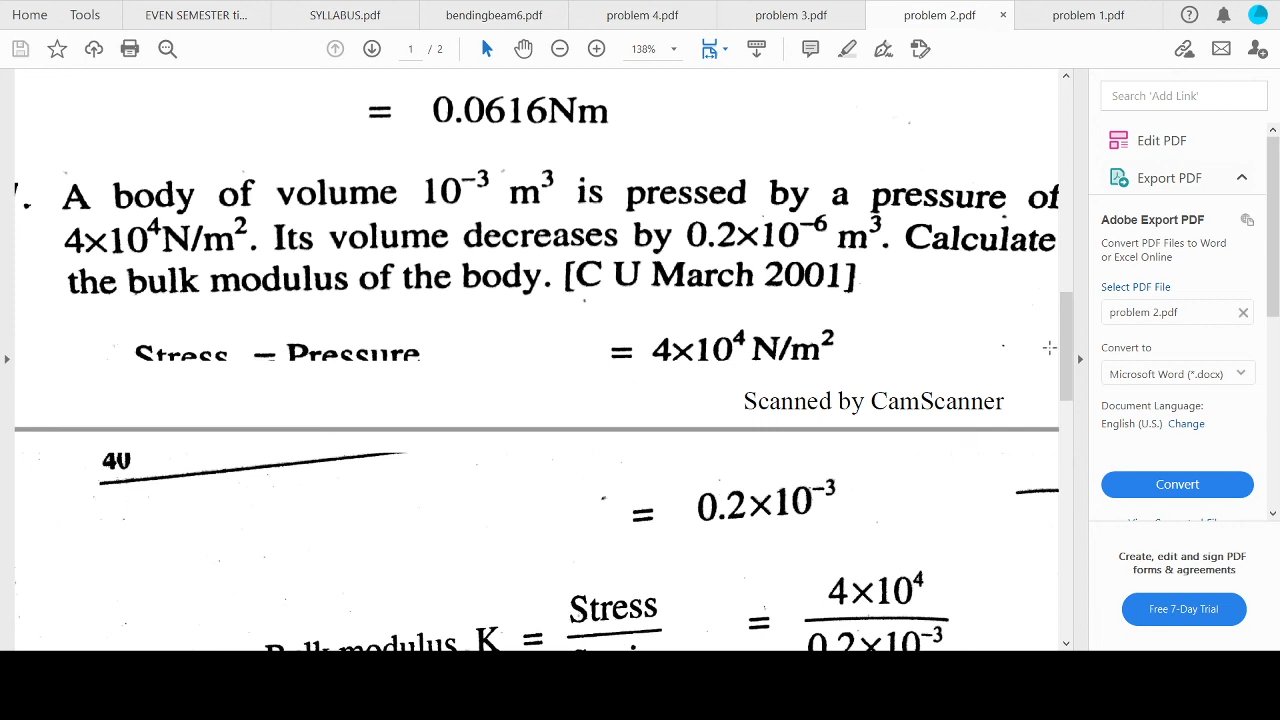 Home Tools EVEN SEMESTER ti... SYLLABUS.pdf bendingbeam6.pdf problem 4.pdf problem 3.pdf problem 2.pdf × problem 1.pdf
1 / 2 138%
= 0.0616Nm
Search 'Add Link'
Edit PDF
Export PDF
. A body of volume 10⁻³ m³ is pressed by a pressure of
4×10⁴N/m². Its volume decreases by 0.2×10⁻⁶ m³. Calculate
the bulk modulus of the body. [C U March 2001]
Stress = Pressure = 4×10⁴ N/m²
Scanned by CamScanner
40
= 0.2×10⁻³
Bulk modulus, K = Stress = 4×10⁴
0.2×10⁻³
Adobe Export PDF
Convert PDF Files to Word
or Excel Online
Select PDF File
problem 2.pdf
Convert to
Microsoft Word (*.docx)
Document Language:
English (U.S.) Change
Convert
Create, edit and sign PDF
forms & agreements
Free 7-Day Trial